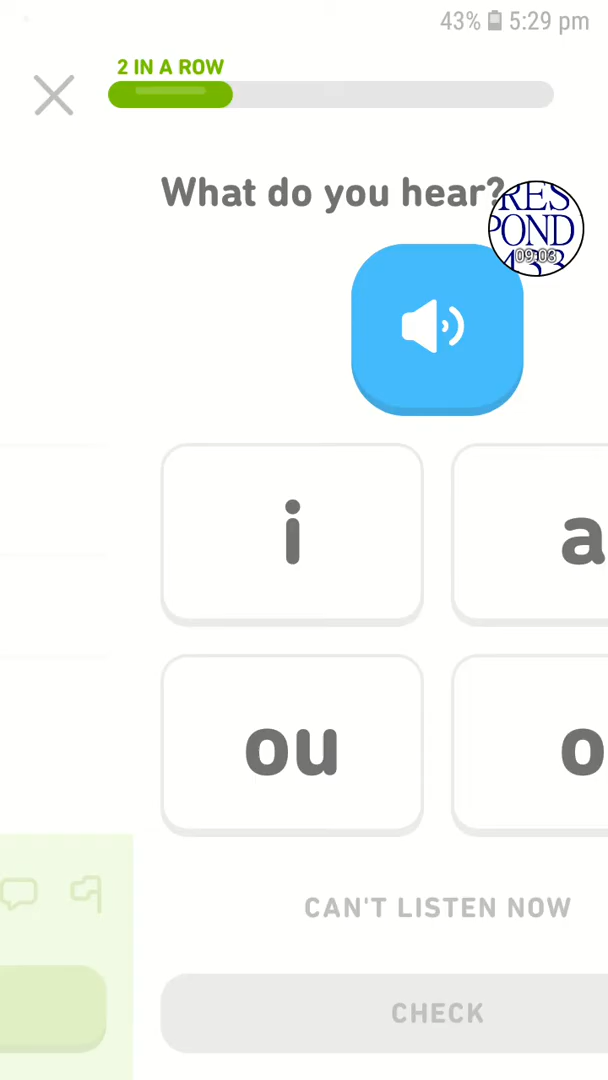 43% 5:29 pm
2 IN A ROW
What do you hear?
RES
POND
09:03
i
a
ou
o
CAN'T LISTEN NOW
CHECK